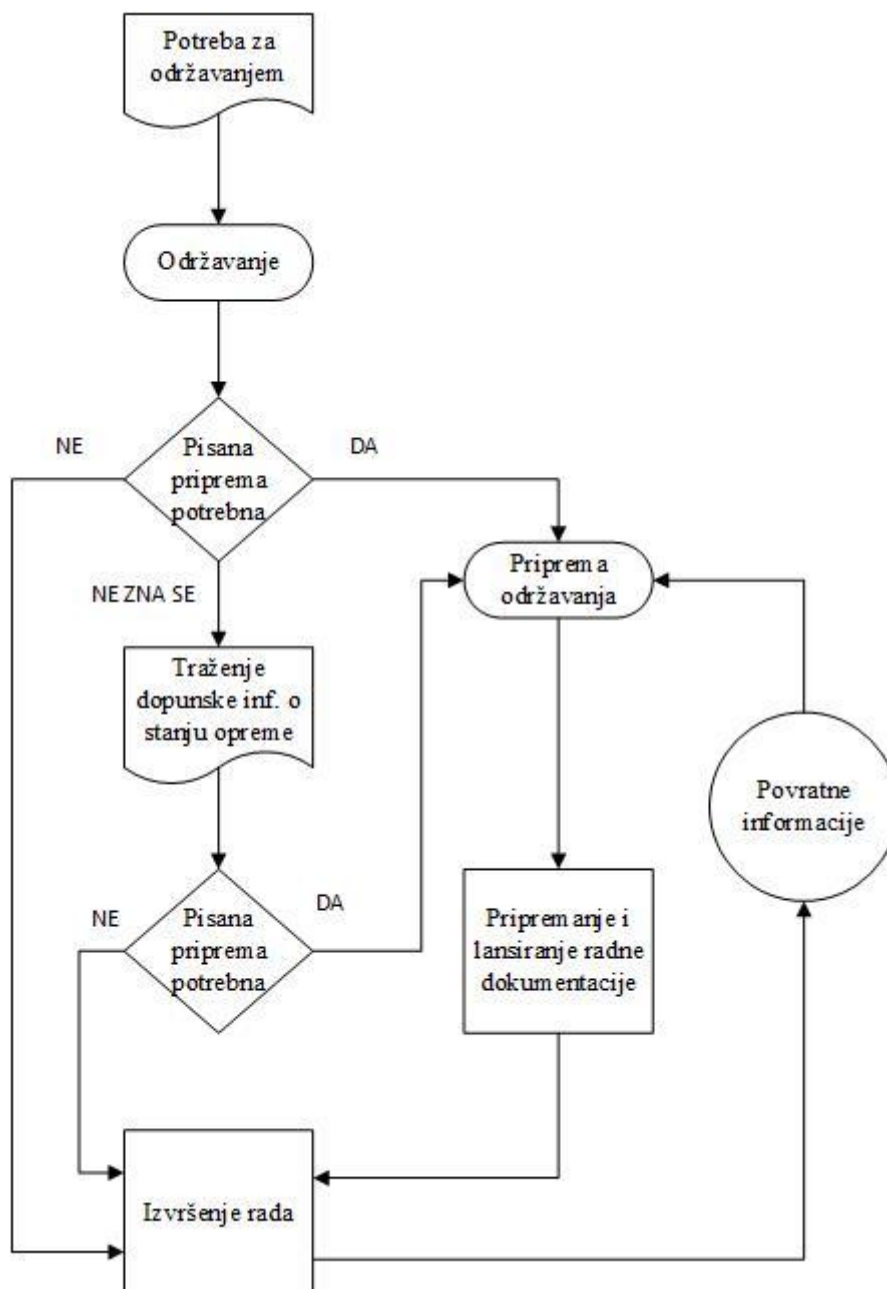 Potreba za
održavanjem
Održavanje
NE
Pisana
priprema
potrebna
DA
Priprema
održavanja
NE ZNA SE
Traženje
dopunske inf. o
stanju opreme
Povratne
informacije
NE
Pisana
priprema
potrebna
DA
Pripremanje i
lansiranje radne
dokumentacije
Izvršenje rada